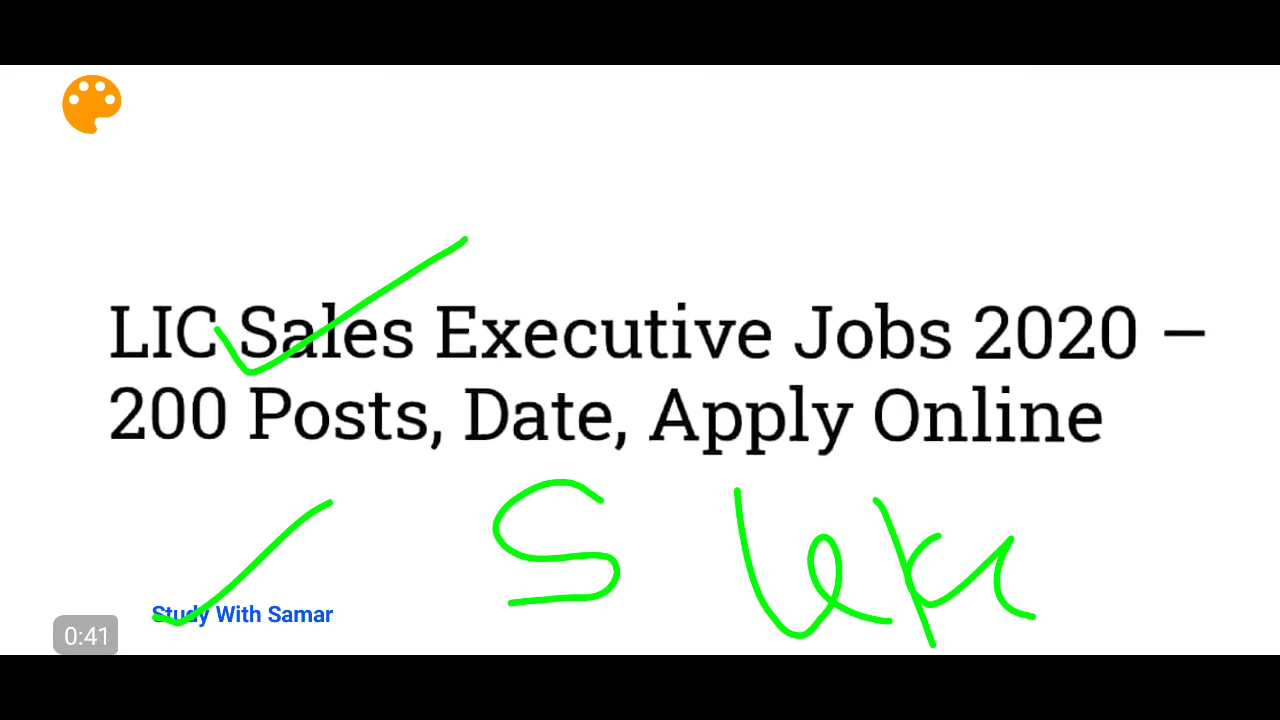 LIC Sales Executive Jobs 2020 –
200 Posts, Date, Apply Online
Study With Samar
0:41